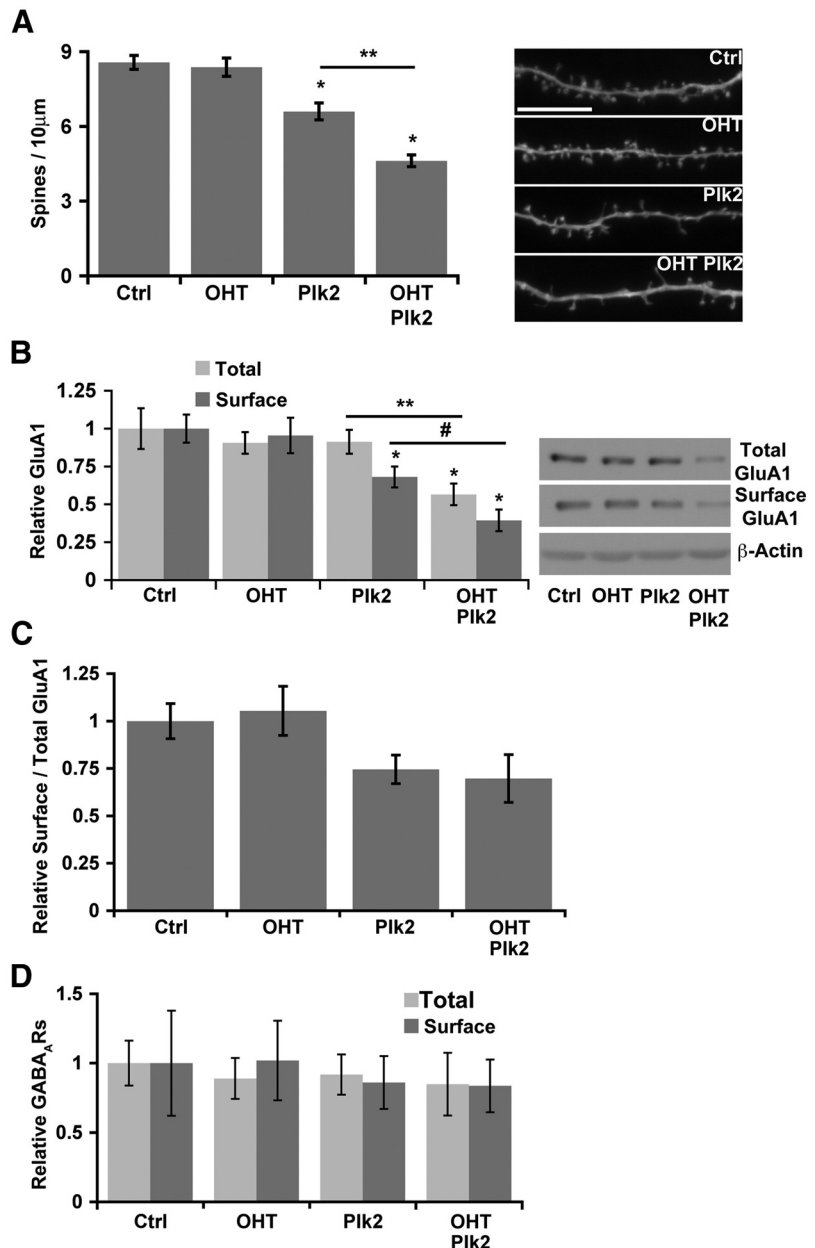 A
Spines / 10μm
9
6
3
0
**
*
*
Ctrl
OHT
Plk2
OHT
Plk2
Ctrl
OHT
Plk2
OHT Plk2
B
Total
Surface
Relative GluA1
1.25
1
0.75
0.5
0.25
0
**
#
*
*
*
Ctrl
OHT
Plk2
OHT
Plk2
Total
GluA1
Surface
GluA1
β-Actin
Ctrl OHT Plk2 OHT
Plk2
C
Relative Surface / Total GluA1
1.25
1
0.75
0.5
0.25
0
Ctrl
OHT
Plk2
OHT
Plk2
D
Total
Surface
Relative GABA_ARs
1.5
1
0.5
0
Ctrl
OHT
Plk2
OHT
Plk2